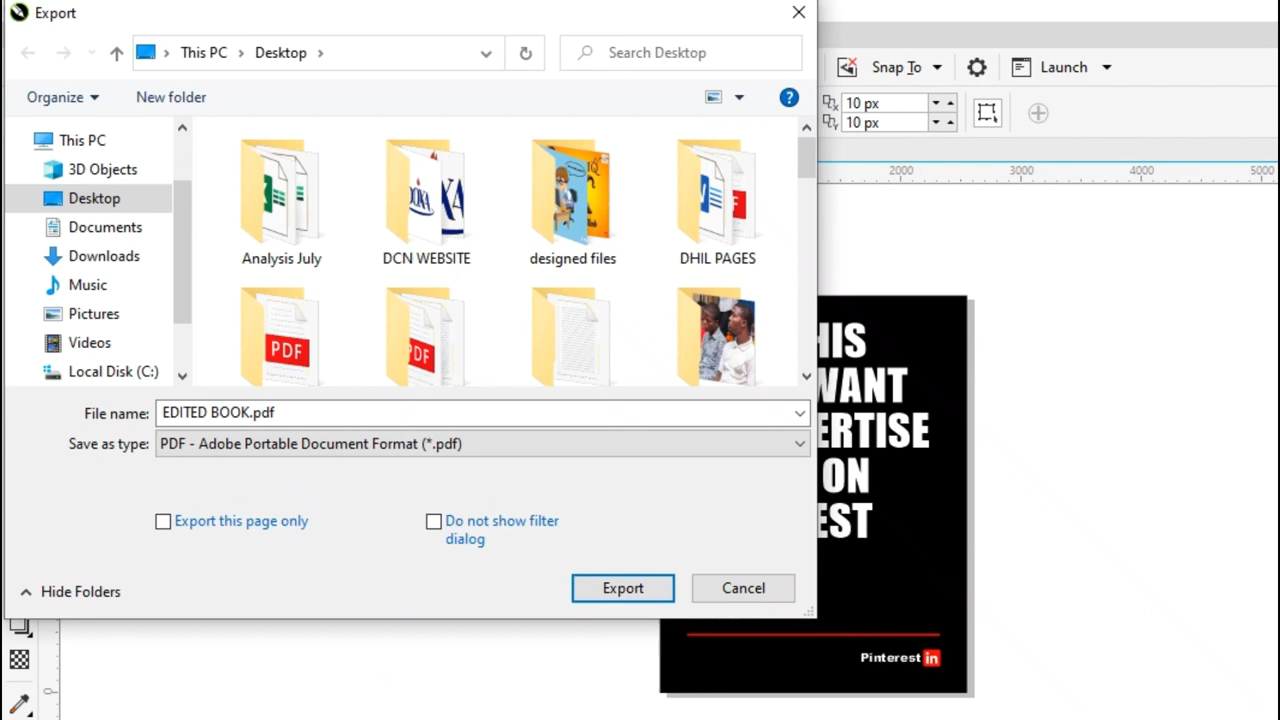 Export
This PC
Desktop
Search Desktop
Snap To
Launch
Organize
New folder
10 px
10 px
This PC
3D Objects
Desktop
Documents
Downloads
Music
Pictures
Videos
Local Disk (C:)
Analysis July
DCN WEBSITE
designed files
DHIL PAGES
PDF
PDF
2000
3000
4000
5000
HIS
WANT
ERTISE
ON
EST
File name:
EDITED BOOK.pdf
Save as type:
PDF - Adobe Portable Document Format (*.pdf)
Export this page only
Do not show filter
dialog
Hide Folders
Export
Cancel
Pinterest in
0